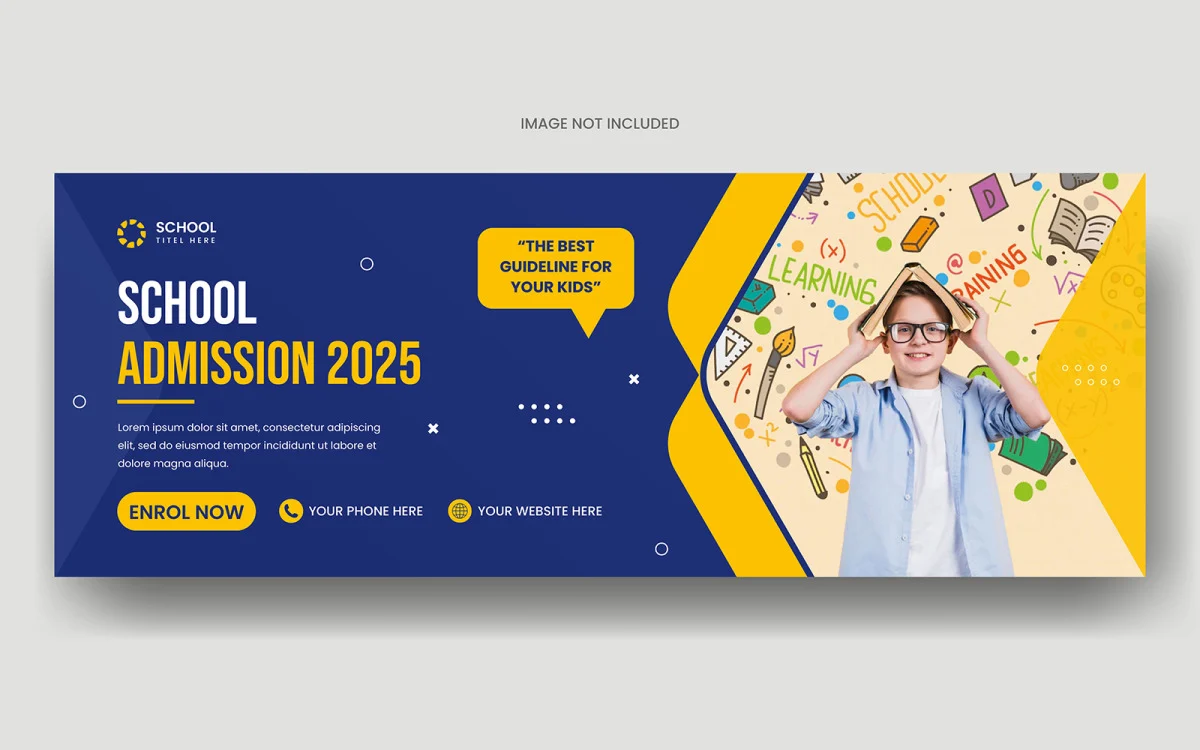 IMAGE NOT INCLUDED
SCHOOL
TITEL HERE
SCHOOL
ADMISSION 2025
Lorem ipsum dolor sit amet, consectetur adipiscing
elit, sed do eiusmod tempor incididunt ut labore et
dolore magna aliqua.
ENROL NOW
YOUR PHONE HERE
YOUR WEBSITE HERE
“THE BEST
GUIDELINE FOR
YOUR KIDS”
SCHOOL
D
(x)
LEARNING
@
RAINING
√x
√y
x²
(x-y)